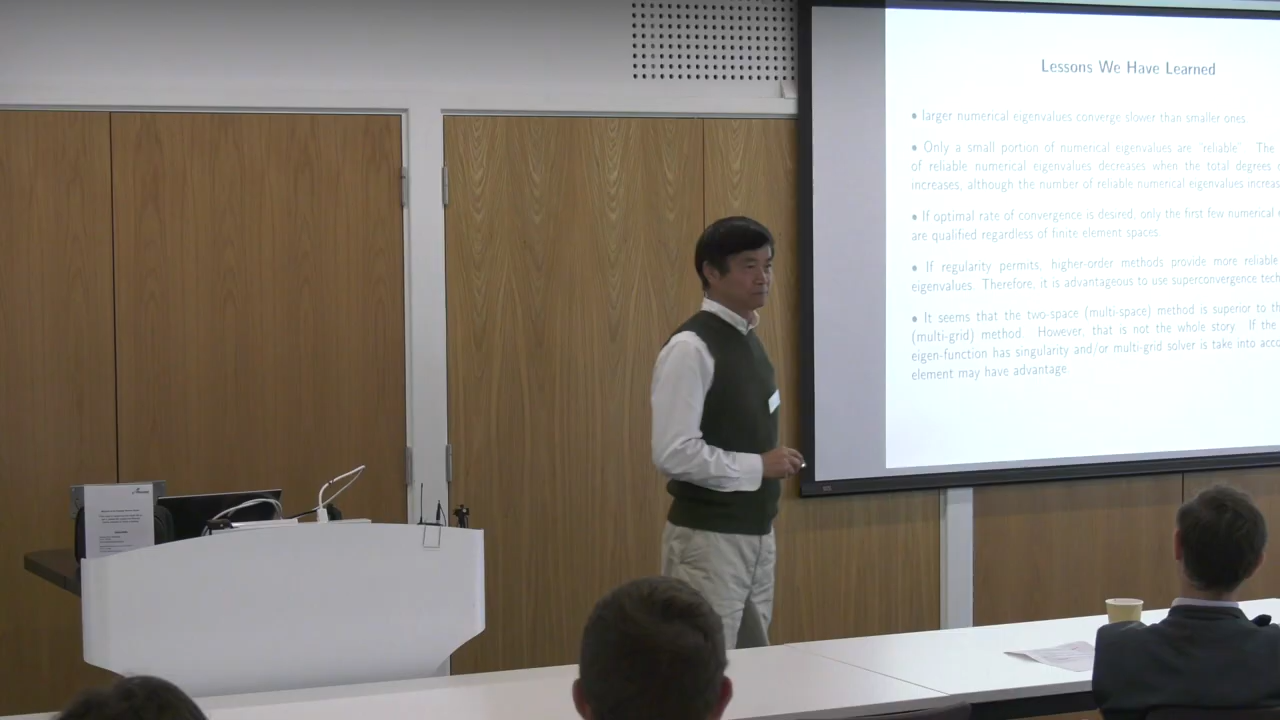 Lessons We Have Learned
• larger numerical eigenvalues converge slower than smaller ones.
• Only a small portion of numerical eigenvalues are "reliable". The
of reliable numerical eigenvalues decreases when the total degrees
increases, although the number of reliable numerical eigenvalues increas
• If optimal rate of convergence is desired, only the first few numerical
are qualified regardless of finite element spaces.
• If regularity permits, higher-order methods provide more reliable
eigenvalues. Therefore, it is advantageous to use superconvergence tech
• It seems that the two-space (multi-space) method is superior to th
(multi-grid) method. However, that is not the whole story. If the
eigen-function has singularity and/or multi-grid solver is take into acco
element may have advantage